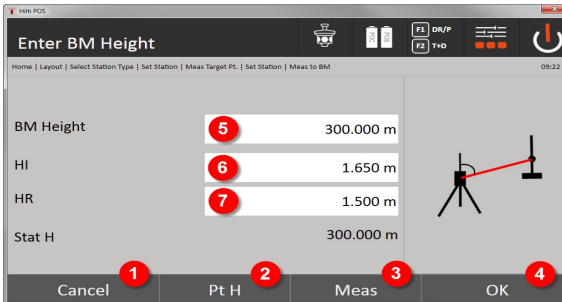 Hilti POS
Enter BM Height
POC
POS
F1 DR/P
F2 T+D
Home | Layout | Select Station Type | Set Station | Meas Target Pt. | Set Station | Meas to BM
09:22
BM Height
5
300.000 m
HI
6
1.650 m
HR
7
1.500 m
Stat H
300.000 m
1
2
3
4
Cancel
Pt H
Meas
OK